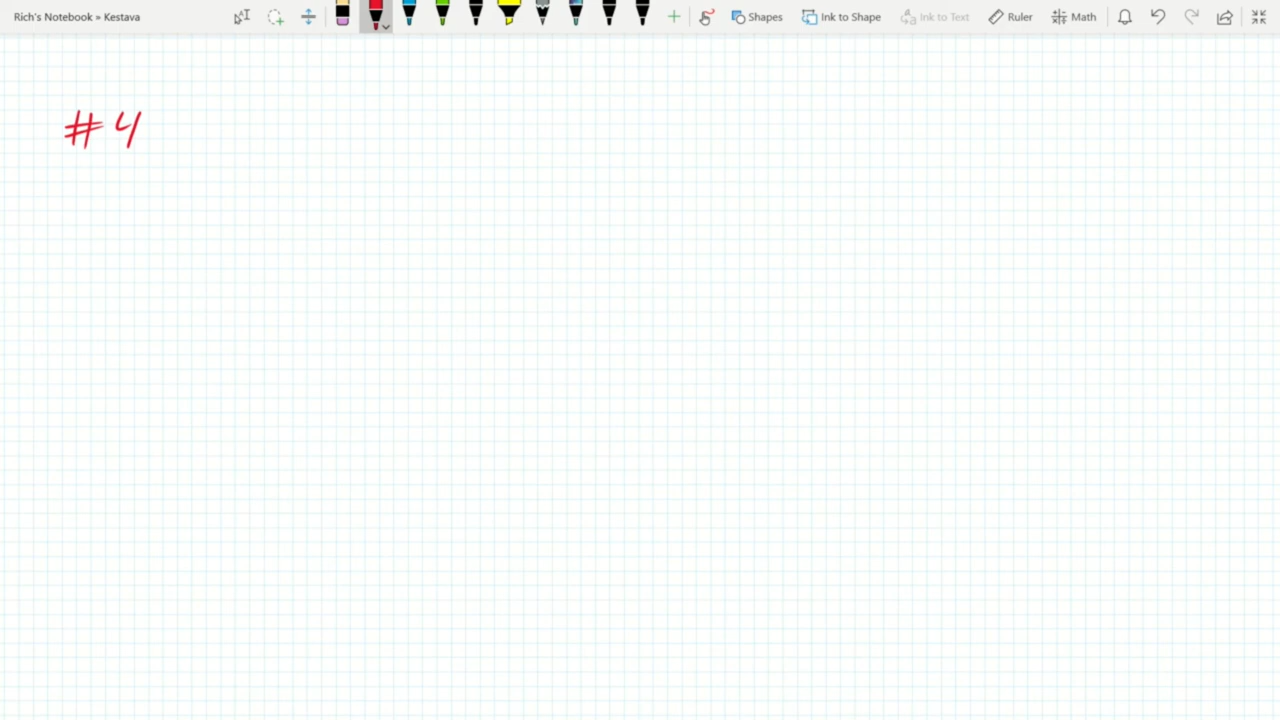 Rich's Notebook » Kestava
Shapes
Ink to Shape
Ink to Text
Ruler
Math
#4